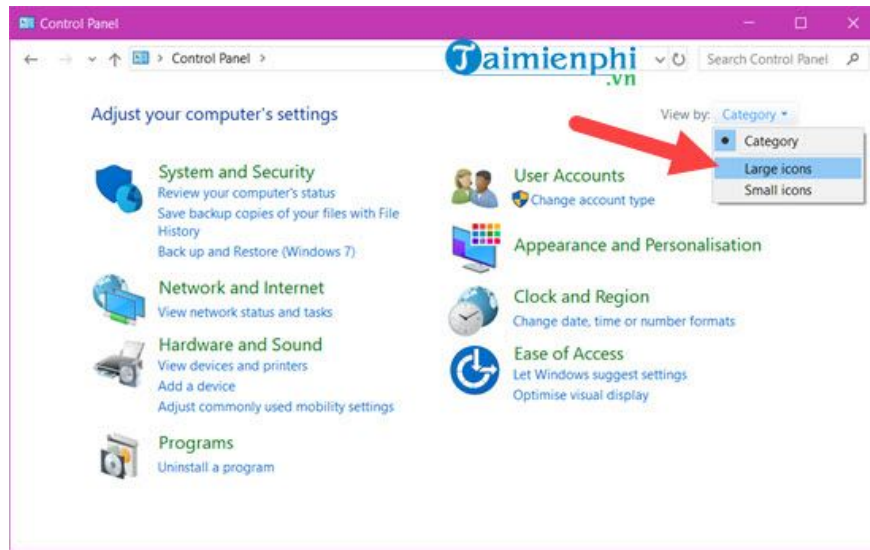 Control Panel
Control Panel
Taimienphi
.vn
Search Control Panel
Adjust your computer's settings
View by: Category
Category
Large icons
Small icons
System and Security
Review your computer's status
Save backup copies of your files with File
History
Back up and Restore (Windows 7)
Network and Internet
View network status and tasks
Hardware and Sound
View devices and printers
Add a device
Adjust commonly used mobility settings
Programs
Uninstall a program
User Accounts
Change account type
Appearance and Personalisation
Clock and Region
Change date, time or number formats
Ease of Access
Let Windows suggest settings
Optimise visual display